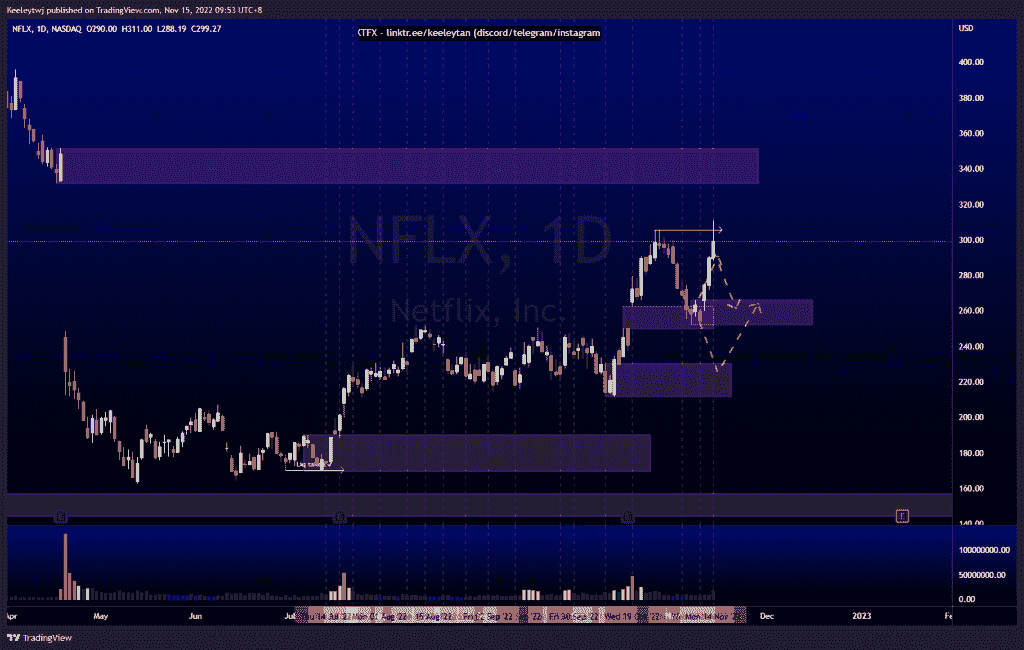 Keeleytwj published on TradingView.com, Nov 15, 2022 09:53 UTC+8
NFLX, 1D, NASDAQ O290.00 H311.00 L288.19 C299.27
TFX - linktr.ee/keeleytan (discord/telegram/instagram
USD
400.00
380.00
360.00
340.00
320.00
NFLX, 1D
300.00
280.00
Netflix, Inc.
260.00
240.00
220.00
200.00
180.00
160.00
140.00
100000000.00
50000000.00
0.00
Apr May Jun Jul Dec 2023 Fe
TradingView